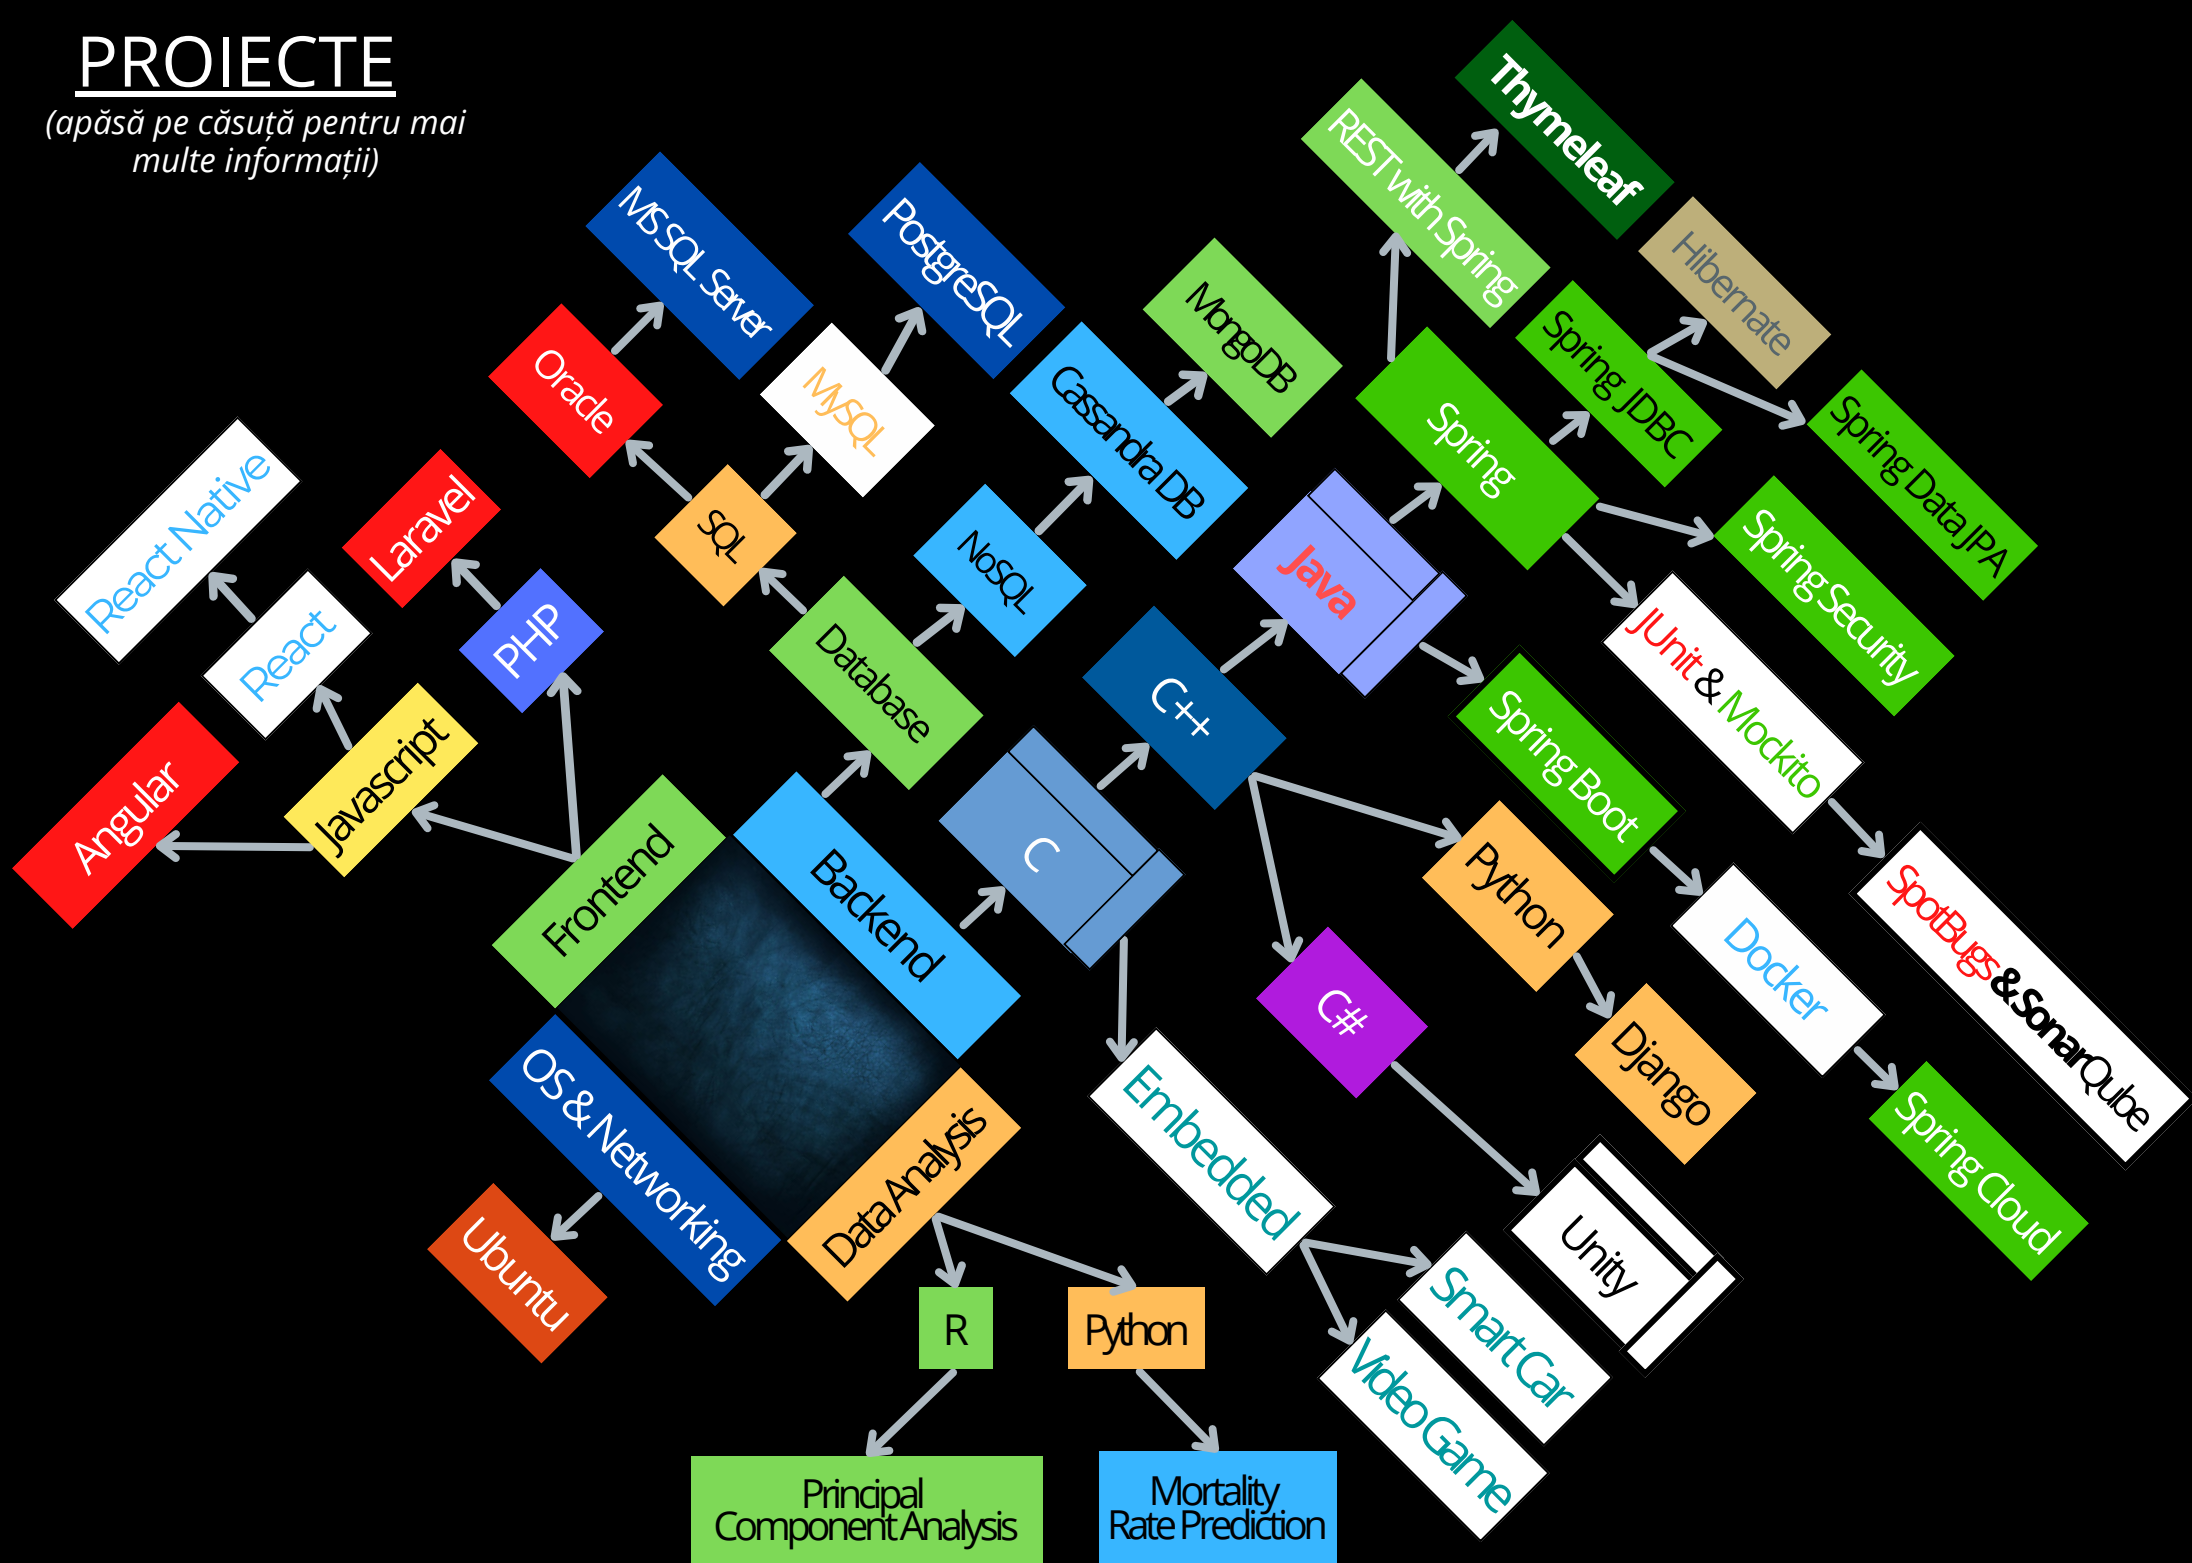 PROIECTE
(apăsă pe căsuță pentru mai
multe informații)
Thymeleaf
REST with Spring
Hibernate
MS SQL Server
PostgreSQL
MongoDB
Spring JDBC
Oracle
MySQL
Cassandra DB
Spring
Spring Data JPA
React Native
Laravel
SQL
NoSQL
Java
Spring Security
React
PHP
Database
C++
JUnit & Mockito
Spring Boot
Angular
Javascript
Frontend
Backend
C
Python
Docker
SpotBugs & SonarQube
C#
Django
OS & Networking
Data Analysis
Embedded
Spring Cloud
Ubuntu
Unity
R
Python
Smart Car
Video Game
Principal
Component Analysis
Mortality
Rate Prediction